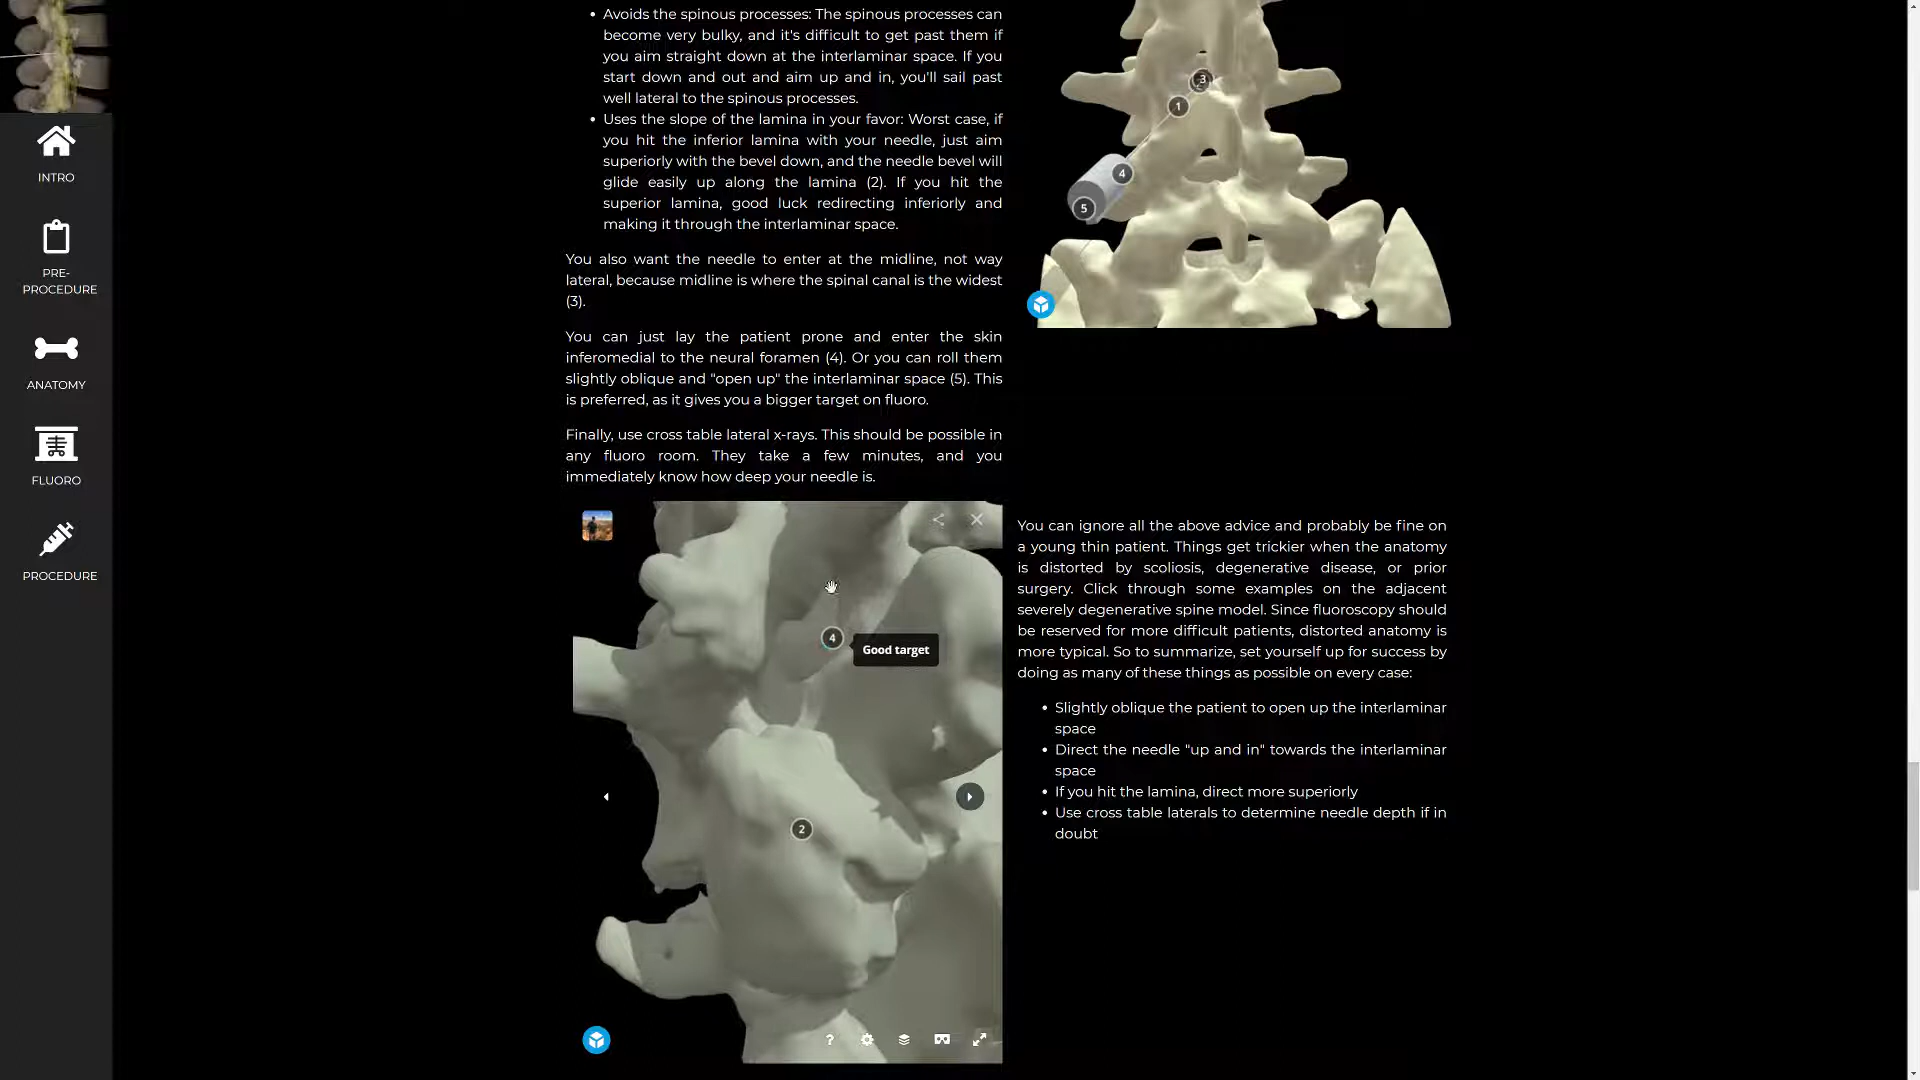 INTRO
PRE-
PROCEDURE
ANATOMY
FLUORO
PROCEDURE
• Avoids the spinous processes: The spinous processes can
become very bulky, and it's difficult to get past them if
you aim straight down at the interlaminar space. If you
start down and out and aim up and in, you'll sail past
well lateral to the spinous processes.
• Uses the slope of the lamina in your favor: Worst case, if
you hit the inferior lamina with your needle, just aim
superiorly with the bevel down, and the needle bevel will
glide easily up along the lamina (2). If you hit the
superior lamina, good luck redirecting inferiorly and
making it through the interlaminar space.
You also want the needle to enter at the midline, not way
lateral, because midline is where the spinal canal is the widest
(3).
You can just lay the patient prone and enter the skin
inferomedial to the neural foramen (4). Or you can roll them
slightly oblique and "open up" the interlaminar space (5). This
is preferred, as it gives you a bigger target on fluoro.
Finally, use cross table lateral x-rays. This should be possible in
any fluoro room. They take a few minutes, and you
immediately know how deep your needle is.
3
1
4
5
4
Good target
2
?
You can ignore all the above advice and probably be fine on
a young thin patient. Things get trickier when the anatomy
is distorted by scoliosis, degenerative disease, or prior
surgery. Click through some examples on the adjacent
severely degenerative spine model. Since fluoroscopy should
be reserved for more difficult patients, distorted anatomy is
more typical. So to summarize, set yourself up for success by
doing as many of these things as possible on every case:
• Slightly oblique the patient to open up the interlaminar
space
• Direct the needle "up and in" towards the interlaminar
space
• If you hit the lamina, direct more superiorly
• Use cross table laterals to determine needle depth if in
doubt